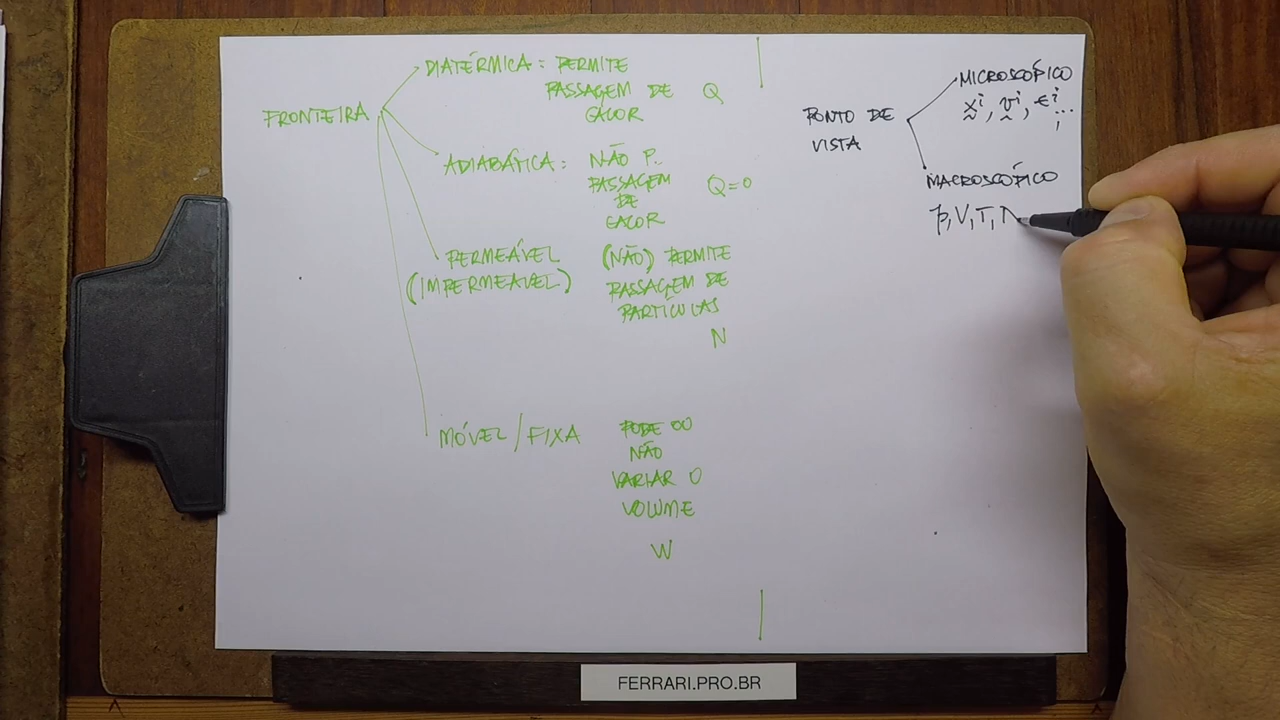 FRONTEIRA
DIATÉRMICA: PERMITE
PASSAGEM DE Q
CALOR
ADIABÁTICA: NÃO P..
PASSAGEM Q=0
DE
CALOR
PERMEÁVEL (NÃO) PERMITE
(IMPERMEÁVEL) PASSAGEM DE
PARTÍCULAS
N
MÓVEL/FIXA PODE OU
NÃO
VARIAR O
VOLUME
W
PONTO DE
VISTA
MICROSCÓPICO
x̰ⁱ, v̰ⁱ, ϵⁱ, ...
MACROSCÓPICO
p, V, T, N
FERRARI.PRO.BR